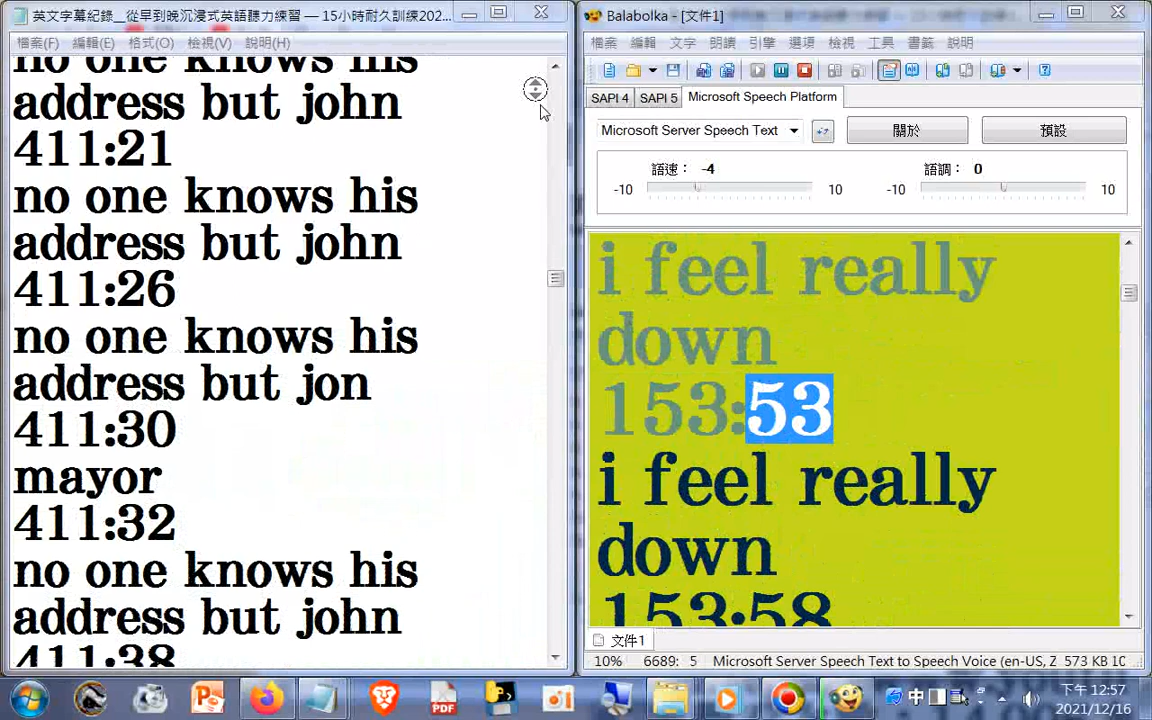 英文字幕紀錄__從早到晚沉浸式英語聽力練習 — 15小時耐久訓練202...
檔案(F) 編輯(E) 格式(O) 檢視(V) 說明(H)
no one knows his
address but john
411:21
no one knows his
address but john
411:26
no one knows his
address but jon
411:30
mayor
411:32
no one knows his
address but john
411:38
Balabolka - [文件1]
檔案 編輯 文字 朗讀 引擎 選項 檢視 工具 書籤 說明
SAPI 4 SAPI 5 Microsoft Speech Platform
Microsoft Server Speech Text 關於 預設
語速： -4 語調： 0
-10 10 -10 10
i feel really
down
153:53
i feel really
down
153:58
文件1
10% 6689: 5 Microsoft Server Speech Text to Speech Voice (en-US, Z 573 KB 10
PDF 中 下午 12:57
2021/12/16